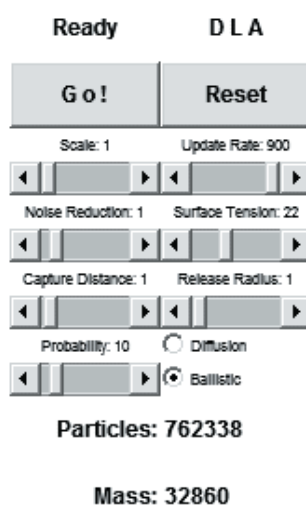 Ready D L A
Go! Reset
Scale: 1 Update Rate: 900
Noise Reduction: 1 Surface Tension: 22
Capture Distance: 1 Release Radius: 1
Probability: 10 Diffusion
Ballistic
Particles: 762338
Mass: 32860